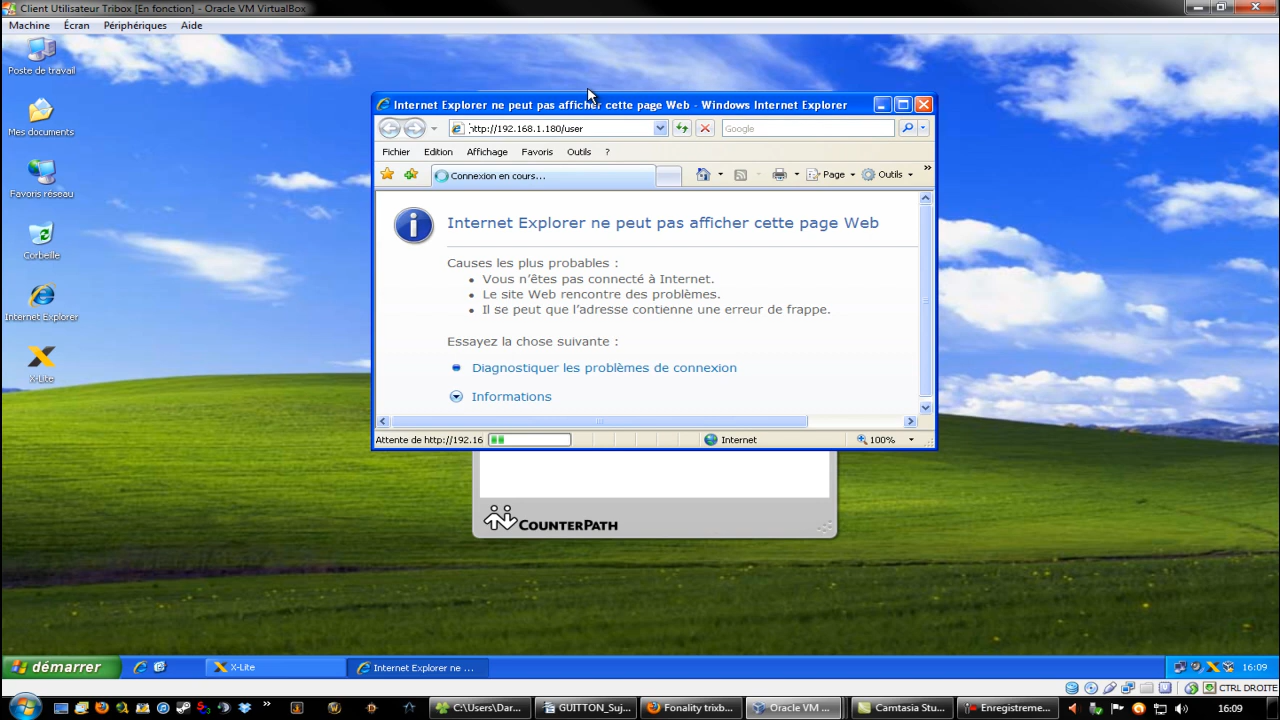 Client Utilisateur Tribox [En fonction] - Oracle VM VirtualBox
Machine Écran Périphériques Aide
Poste de travail
Mes documents
Favoris réseau
Corbeille
Internet Explorer
X-Lite
Internet Explorer ne peut pas afficher cette page Web - Windows Internet Explorer
http://192.168.1.180/user
Google
Fichier Edition Affichage Favoris Outils ?
Connexion en cours...
Page Outils »
Internet Explorer ne peut pas afficher cette page Web
Causes les plus probables :
• Vous n'êtes pas connecté à Internet.
• Le site Web rencontre des problèmes.
• Il se peut que l'adresse contienne une erreur de frappe.
Essayez la chose suivante :
Diagnostiquer les problèmes de connexion
Informations
Attente de http://192.16 Internet 100%
COUNTERPATH
démarrer X-Lite Internet Explorer ne ... 16:09
CTRL DROITE
» C:\Users\Dar... GUITTON_Suj... Fonality trixb... Oracle VM ... Camtasia Stu... Enregistreme... 16:09